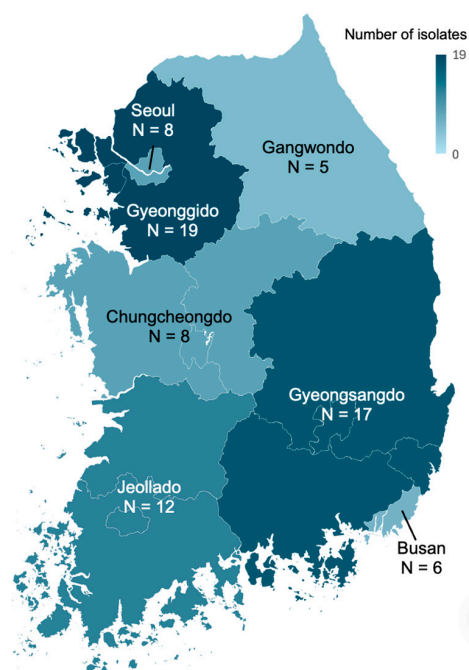 Number of isolates
19
0
Seoul
N = 8
Gangwondo
N = 5
Gyeonggido
N = 19
Chungcheongdo
N = 8
Gyeongsangdo
N = 17
Jeollado
N = 12
Busan
N = 6